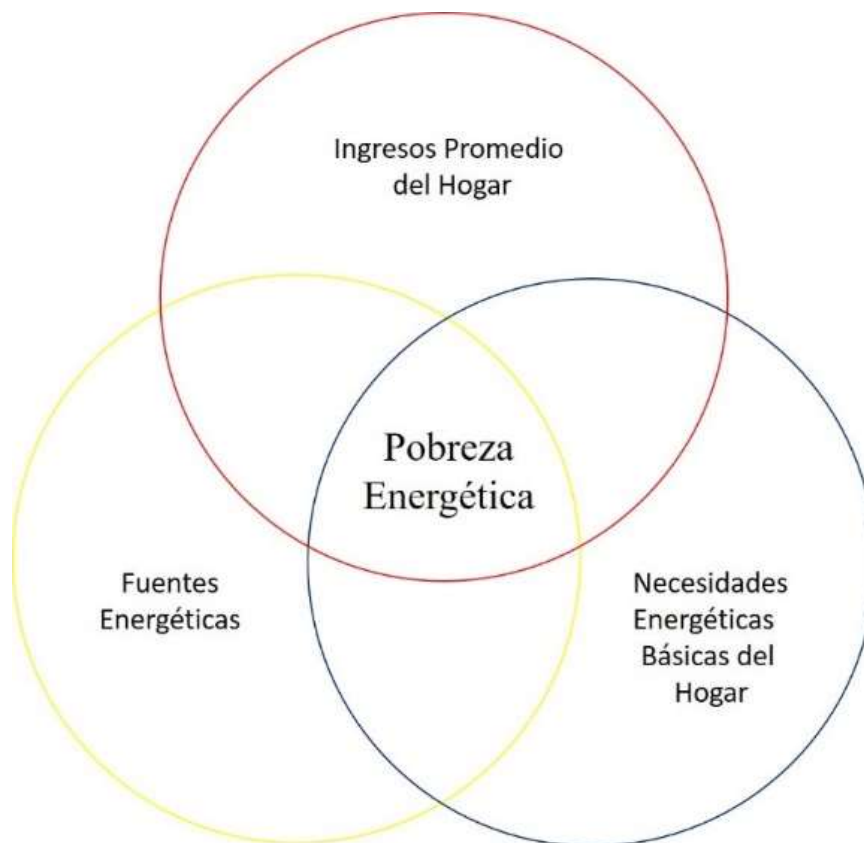 Ingresos Promedio
del Hogar
Pobreza
Energética
Fuentes
Energéticas
Necesidades
Energéticas
Básicas del
Hogar